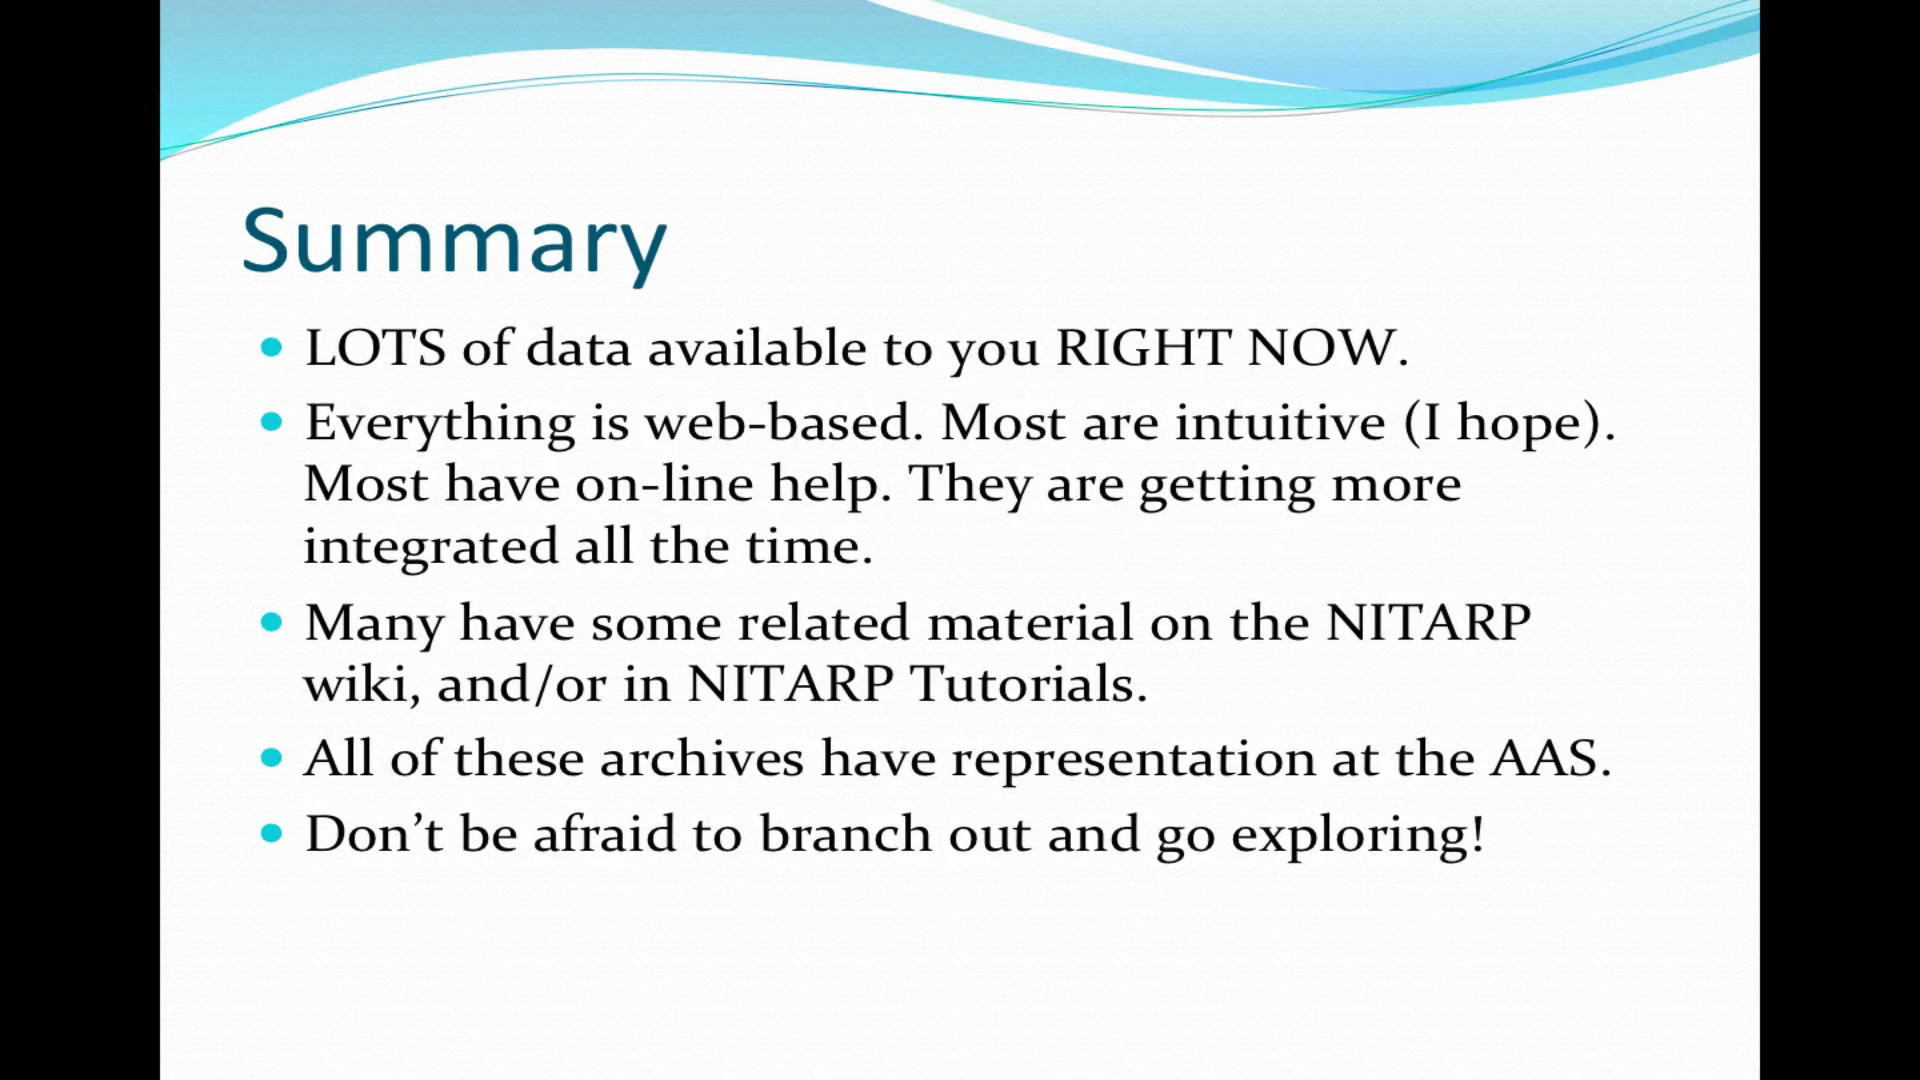 Summary
• LOTS of data available to you RIGHT NOW.
• Everything is web-based. Most are intuitive (I hope).
Most have on-line help. They are getting more
integrated all the time.
• Many have some related material on the NITARP
wiki, and/or in NITARP Tutorials.
• All of these archives have representation at the AAS.
• Don’t be afraid to branch out and go exploring!